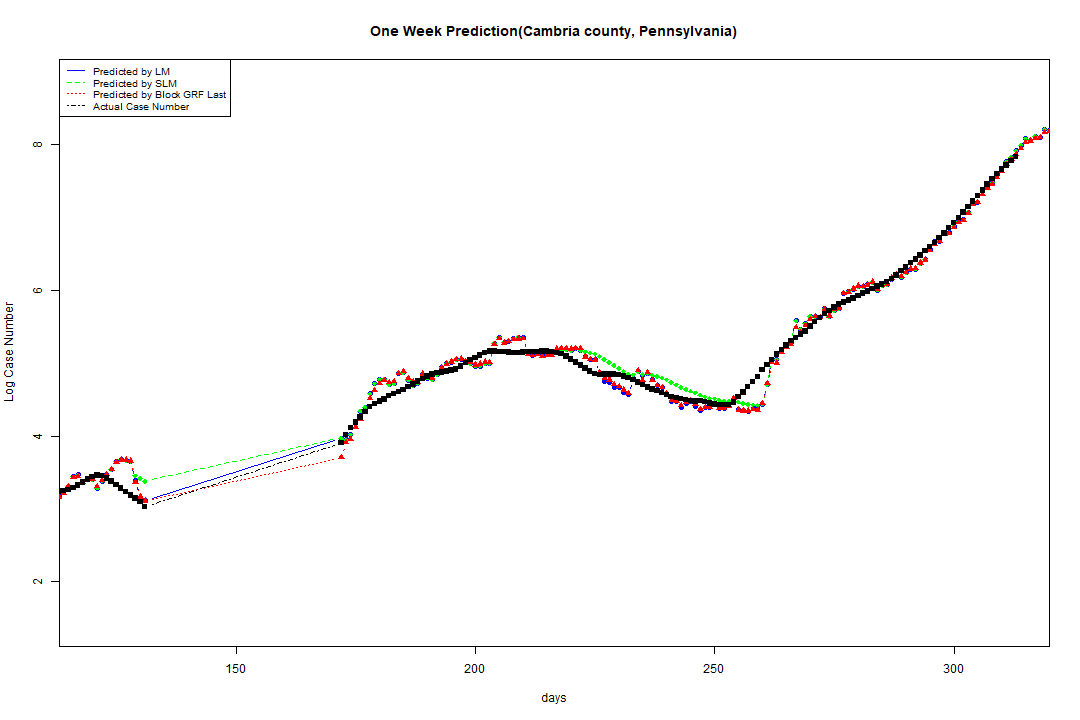 One Week Prediction(Cambria county, Pennsylvania)
Predicted by LM
Predicted by SLM
Predicted by Block GRF Last
Actual Case Number
8
6
4
2
Log Case Number
150 200 250 300
days